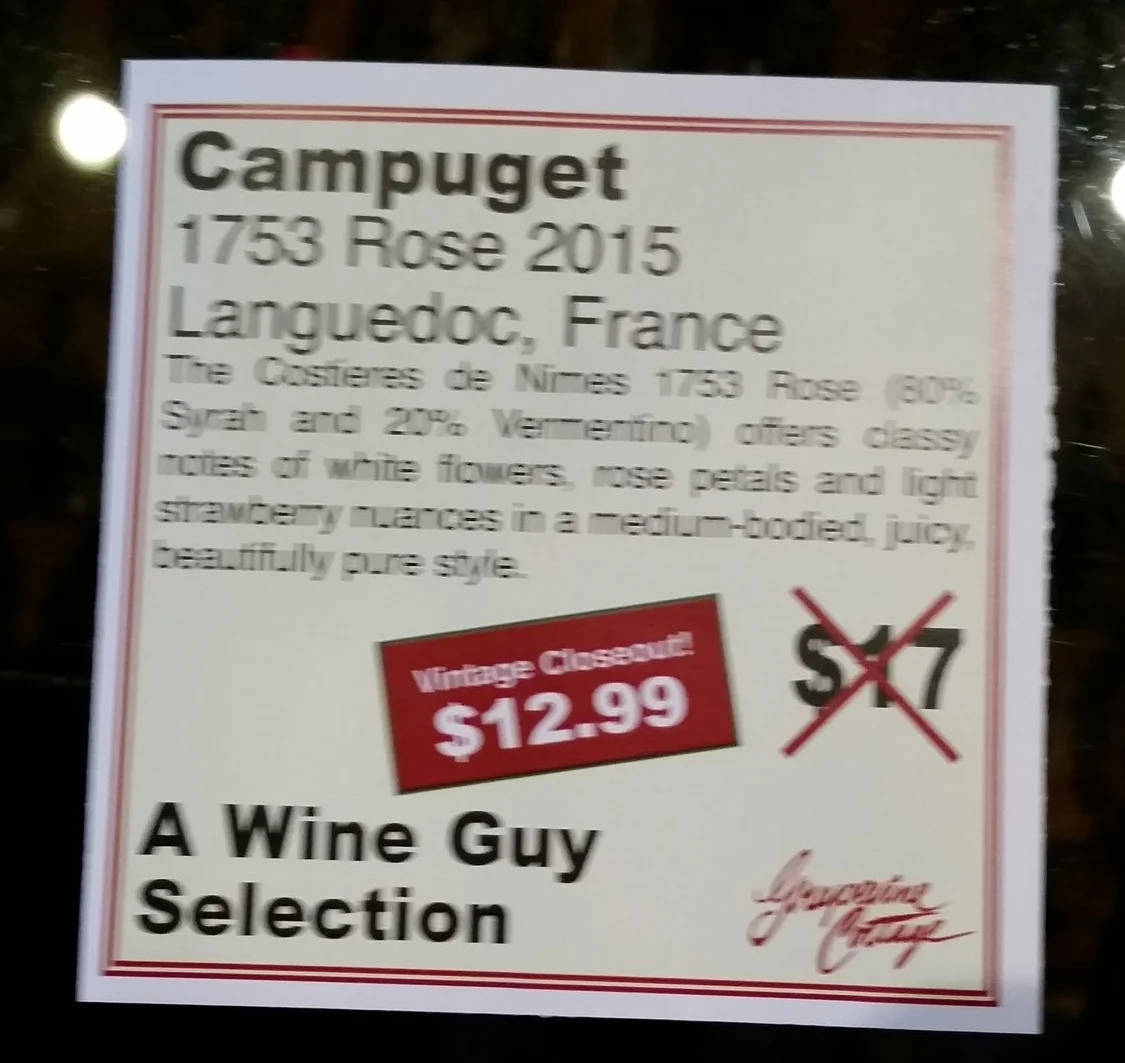 Campuget
1753 Rose 2015
Languedoc, France
The Costieres de Nimes 1753 Rose (80%
Syrah and 20% Vermentino) offers classy
notes of white flowers, rose petals and light
strawberry nuances in a medium-bodied, juicy,
beautifully pure style.
Vintage Closeout!
$12.99
$17
A Wine Guy
Selection
Grapevine
Cottage